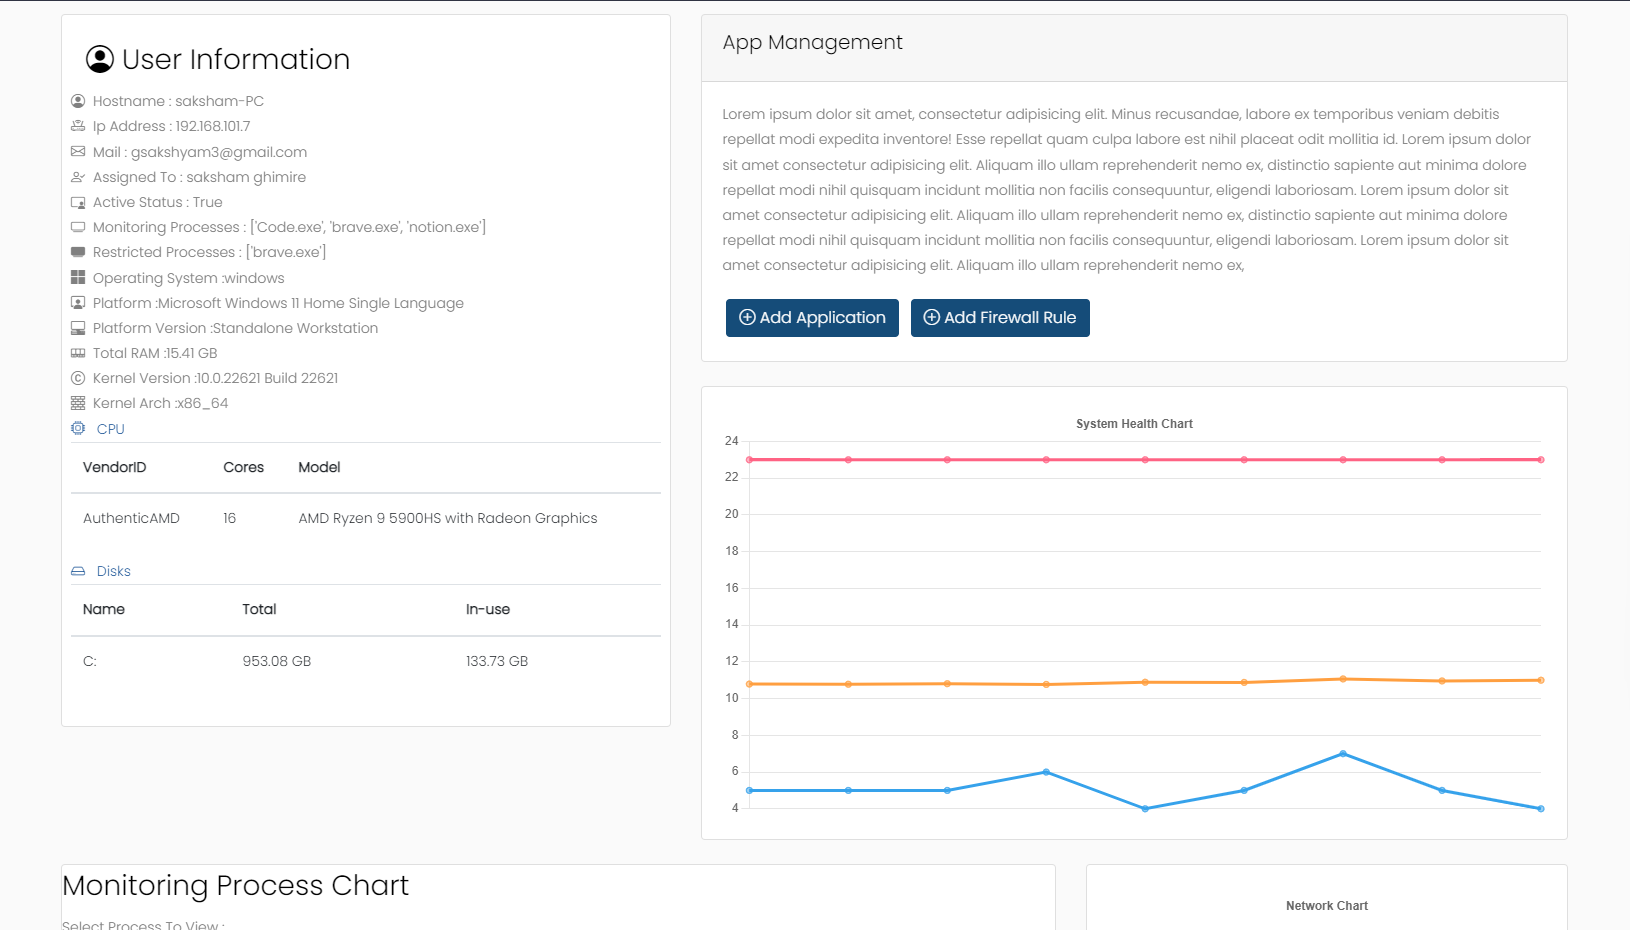 User Information
Hostname : saksham-PC
Ip Address : 192.168.101.7
Mail : gsakshyam3@gmail.com
Assigned To : saksham ghimire
Active Status : True
Monitoring Processes : ['Code.exe', 'brave.exe', 'notion.exe']
Restricted Processes : ['brave.exe']
Operating System :windows
Platform :Microsoft Windows 11 Home Single Language
Platform Version :Standalone Workstation
Total RAM :15.41 GB
Kernel Version :10.0.22621 Build 22621
Kernel Arch :x86_64
CPU
VendorID Cores Model
AuthenticAMD 16 AMD Ryzen 9 5900HS with Radeon Graphics
Disks
Name Total In-use
C: 953.08 GB 133.73 GB
App Management
Lorem ipsum dolor sit amet, consectetur adipisicing elit. Minus recusandae, labore ex temporibus veniam debitis
repellat modi expedita inventore! Esse repellat quam culpa labore est nihil placeat odit mollitia id. Lorem ipsum dolor
sit amet consectetur adipisicing elit. Aliquam illo ullam reprehenderit nemo ex, distinctio sapiente aut minima dolore
repellat modi nihil quisquam incidunt mollitia non facilis consequuntur, eligendi laboriosam. Lorem ipsum dolor sit
amet consectetur adipisicing elit. Aliquam illo ullam reprehenderit nemo ex, distinctio sapiente aut minima dolore
repellat modi nihil quisquam incidunt mollitia non facilis consequuntur, eligendi laboriosam. Lorem ipsum dolor sit
amet consectetur adipisicing elit. Aliquam illo ullam reprehenderit nemo ex,
Add Application Add Firewall Rule
System Health Chart
24
22
20
18
16
14
12
10
8
6
4
Monitoring Process Chart
Select Process To View :
Network Chart